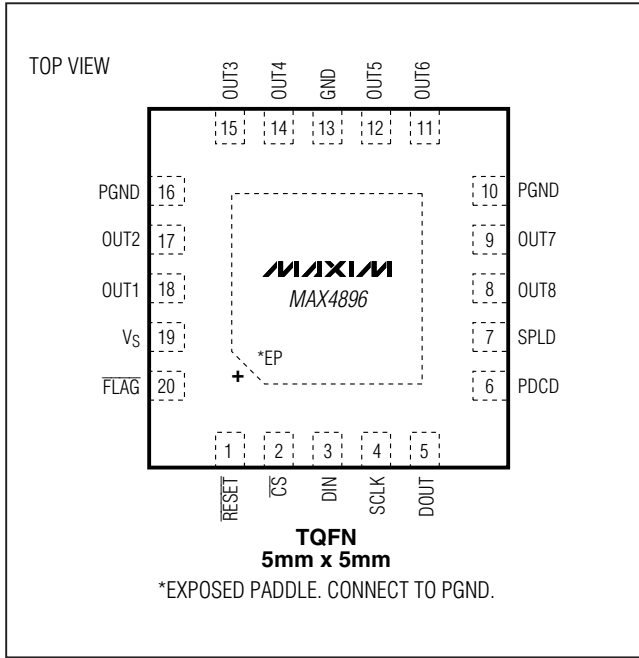 TOP VIEW
OUT3
OUT4
GND
OUT5
OUT6
15
14
13
12
11
PGND 16
OUT2 17
OUT1 18
VS 19
FLAG 20
10 PGND
9 OUT7
8 OUT8
7 SPLD
6 PDCD
MAXIM
MAX4896
*EP
+
1
2
3
4
5
RESET
CS
DIN
SCLK
DOUT
TQFN
5mm x 5mm
*EXPOSED PADDLE. CONNECT TO PGND.